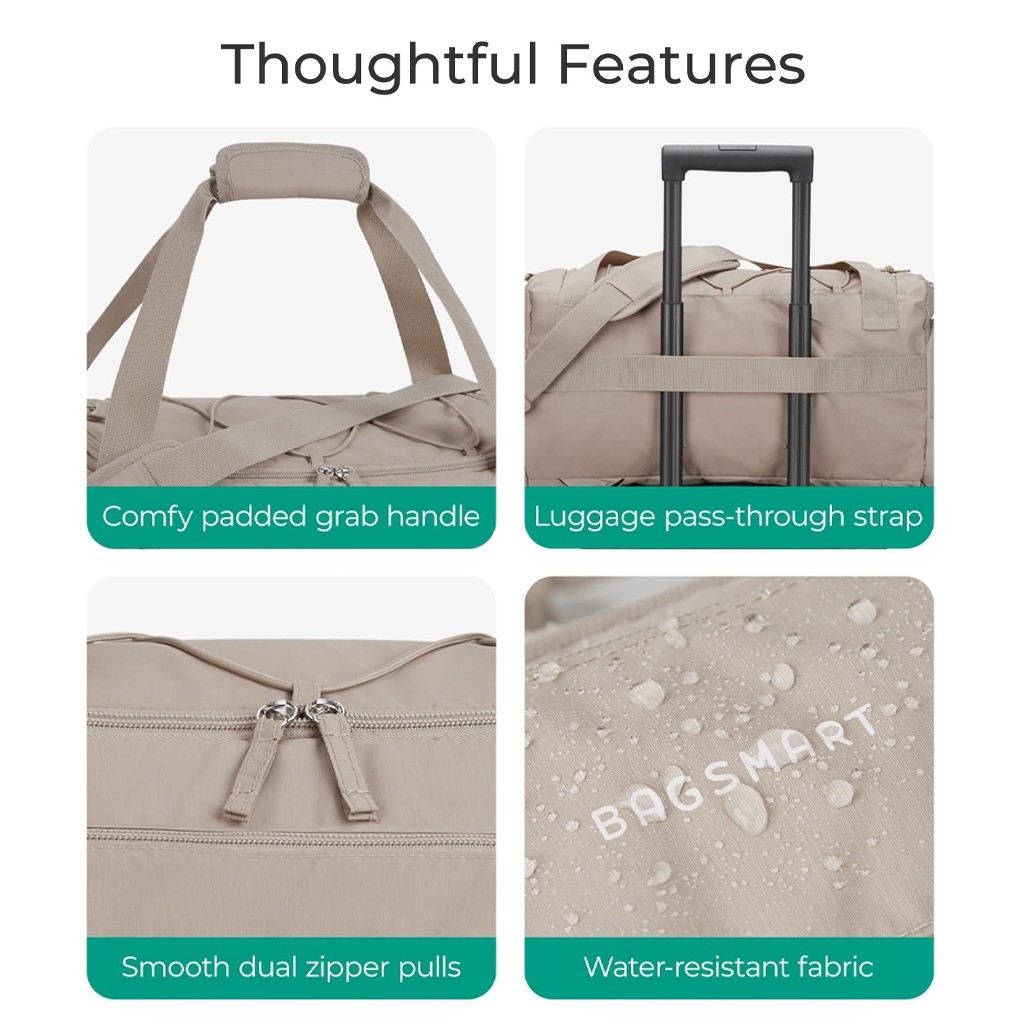 Thoughtful Features
Comfy padded grab handle
Luggage pass-through strap
Smooth dual zipper pulls
BAGSMART
Water-resistant fabric